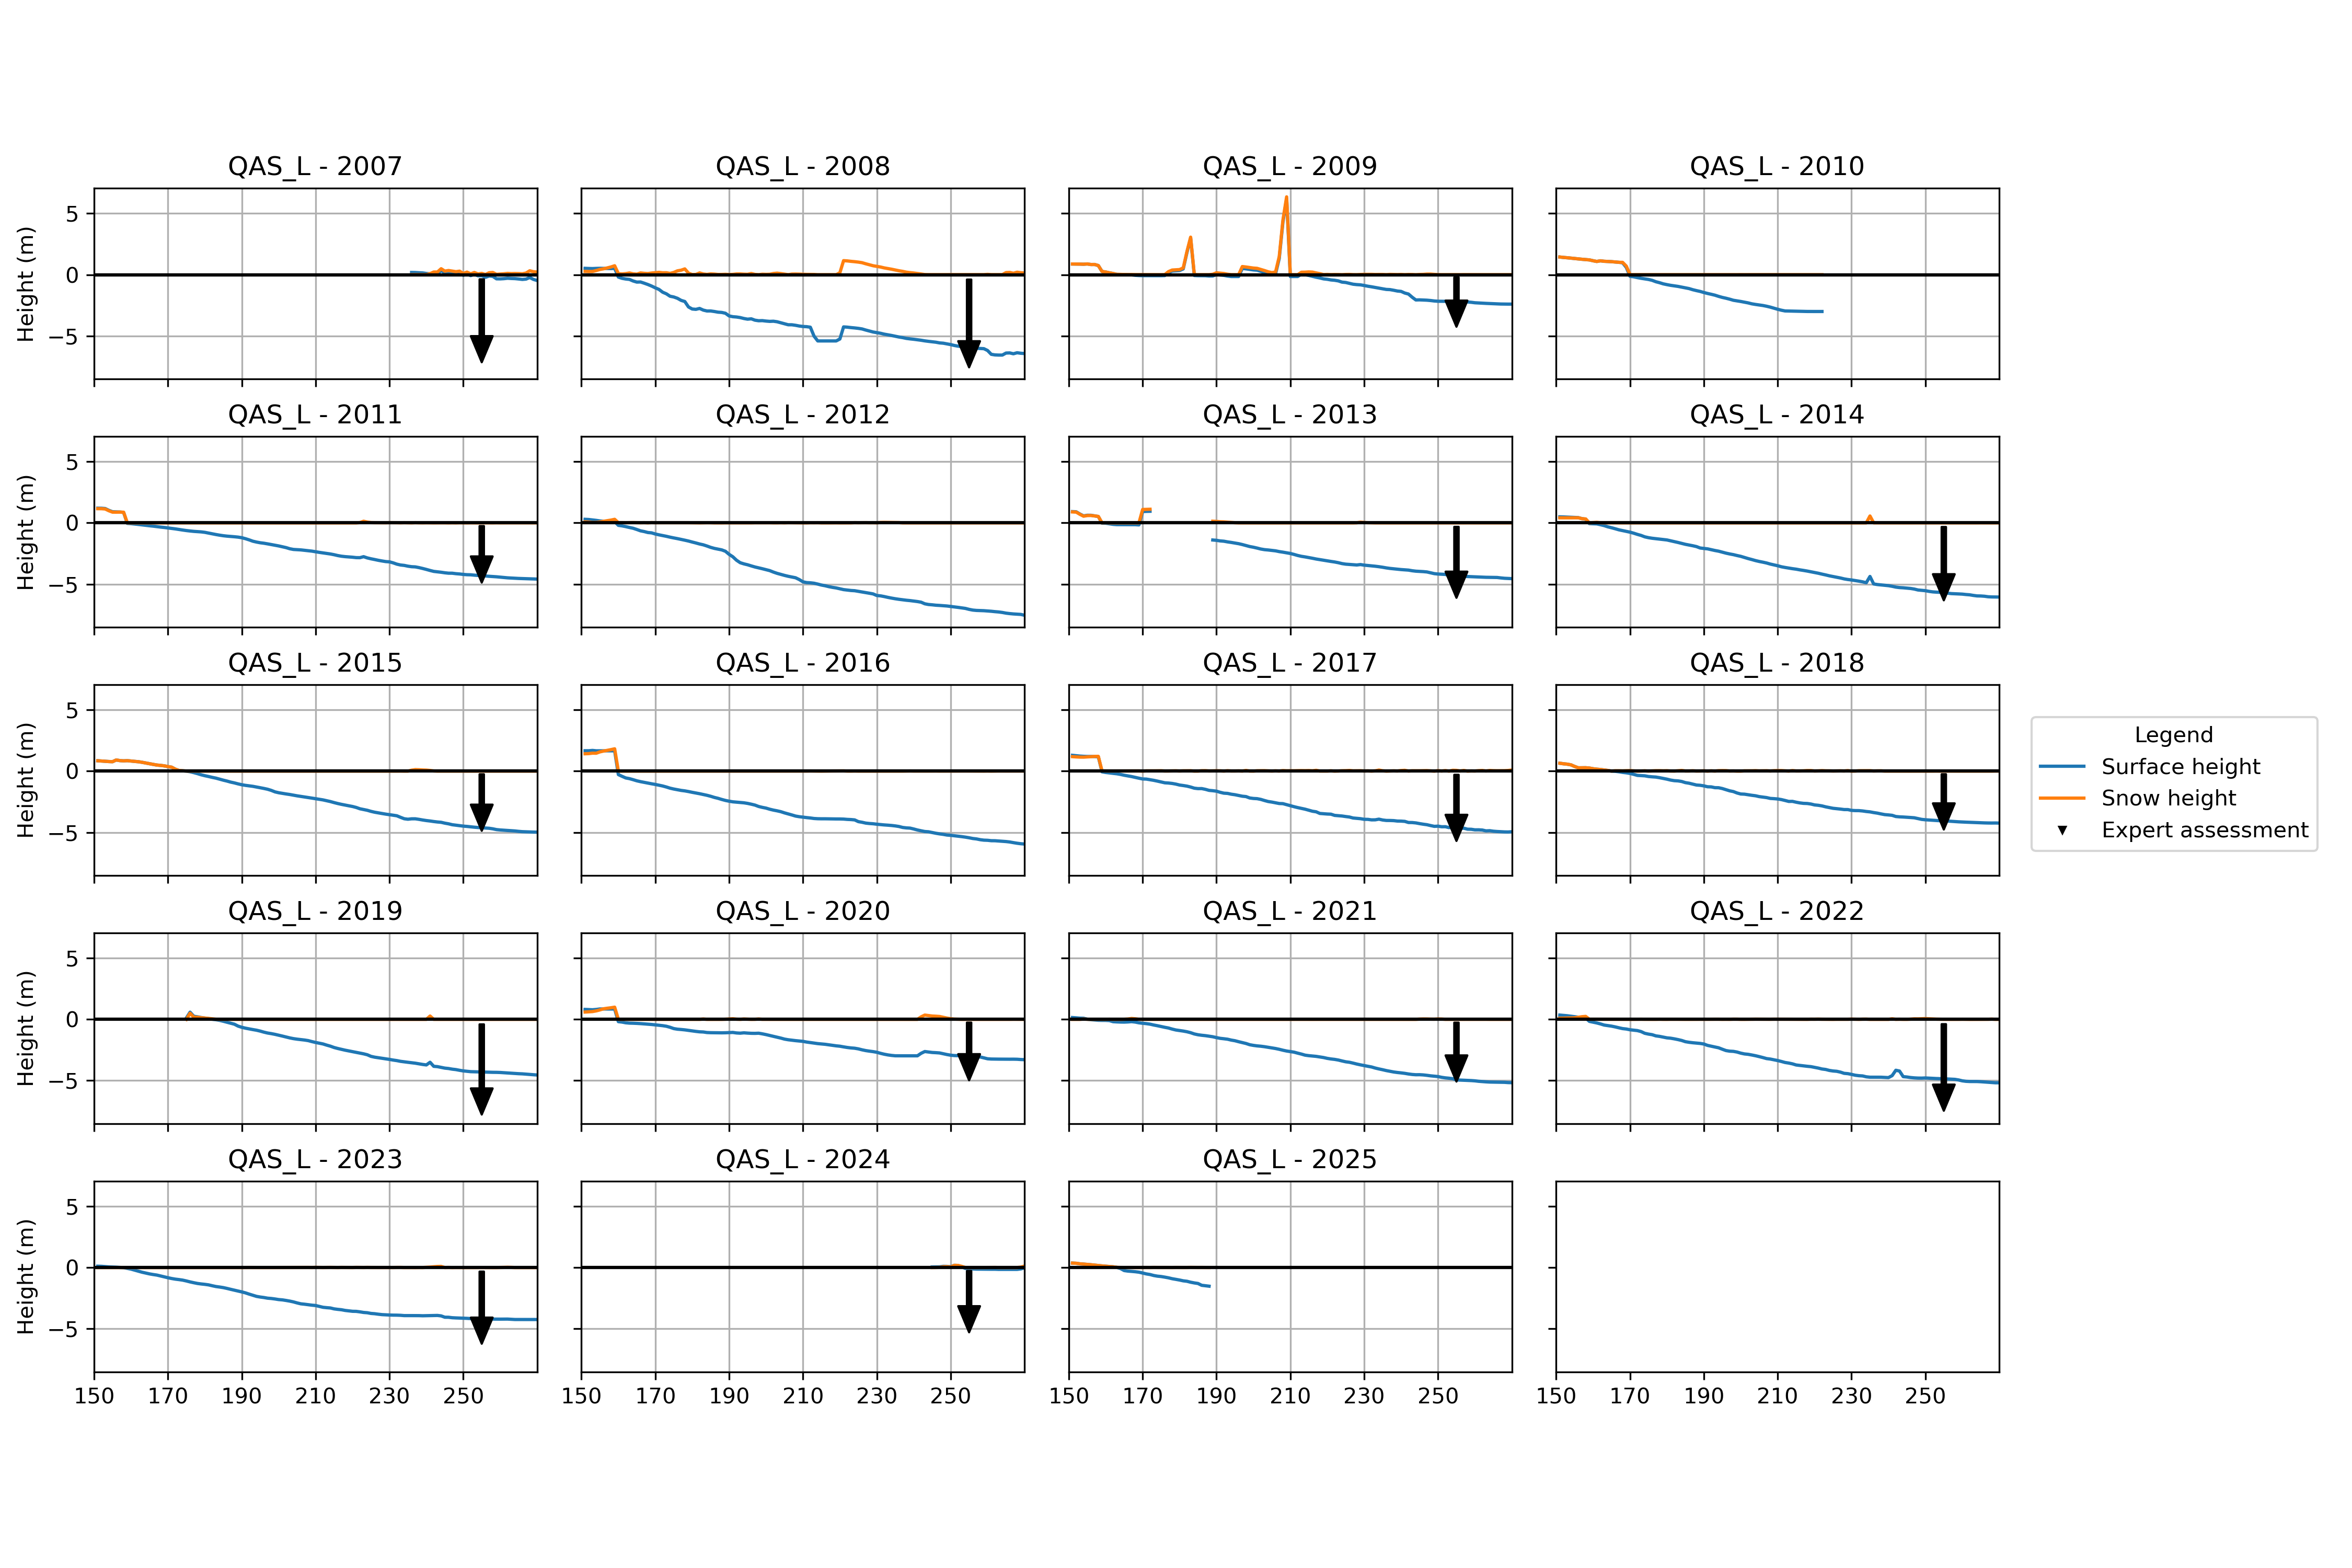 QAS_L - 2007
QAS_L - 2008
QAS_L - 2009
QAS_L - 2010
5
0
−5
Height (m)
QAS_L - 2011
QAS_L - 2012
QAS_L - 2013
QAS_L - 2014
5
0
−5
Height (m)
QAS_L - 2015
QAS_L - 2016
QAS_L - 2017
QAS_L - 2018
5
0
−5
Height (m)
Legend
Surface height
Snow height
Expert assessment
QAS_L - 2019
QAS_L - 2020
QAS_L - 2021
QAS_L - 2022
5
0
−5
Height (m)
QAS_L - 2023
QAS_L - 2024
QAS_L - 2025
5
0
−5
Height (m)
150 170 190 210 230 250
150 170 190 210 230 250
150 170 190 210 230 250
150 170 190 210 230 250